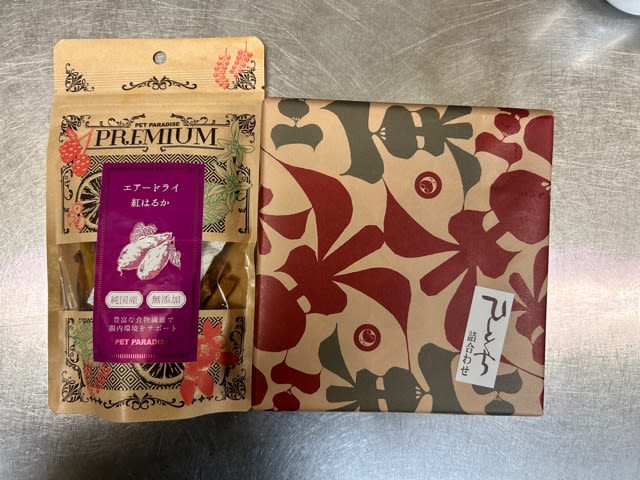 PET PARADISE
PREMIUM
エアードライ
紅はるか
純国産
無添加
豊富な食物繊維で
腸内環境をサポート
PET PARADISE
ひとくち
詰合わせ